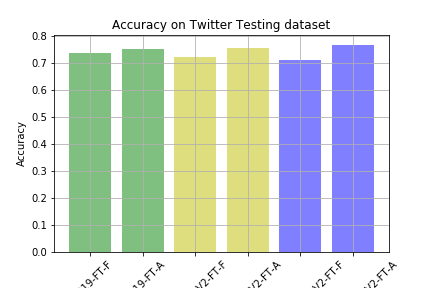 Accuracy on Twitter Testing dataset
0.8
0.7
0.6
0.5
0.4
0.3
0.2
0.1
0.0
Accuracy
19-FT-F
19-FT-A
V2-FT-F
V2-FT-A
V2-FT-F
V2-FT-A